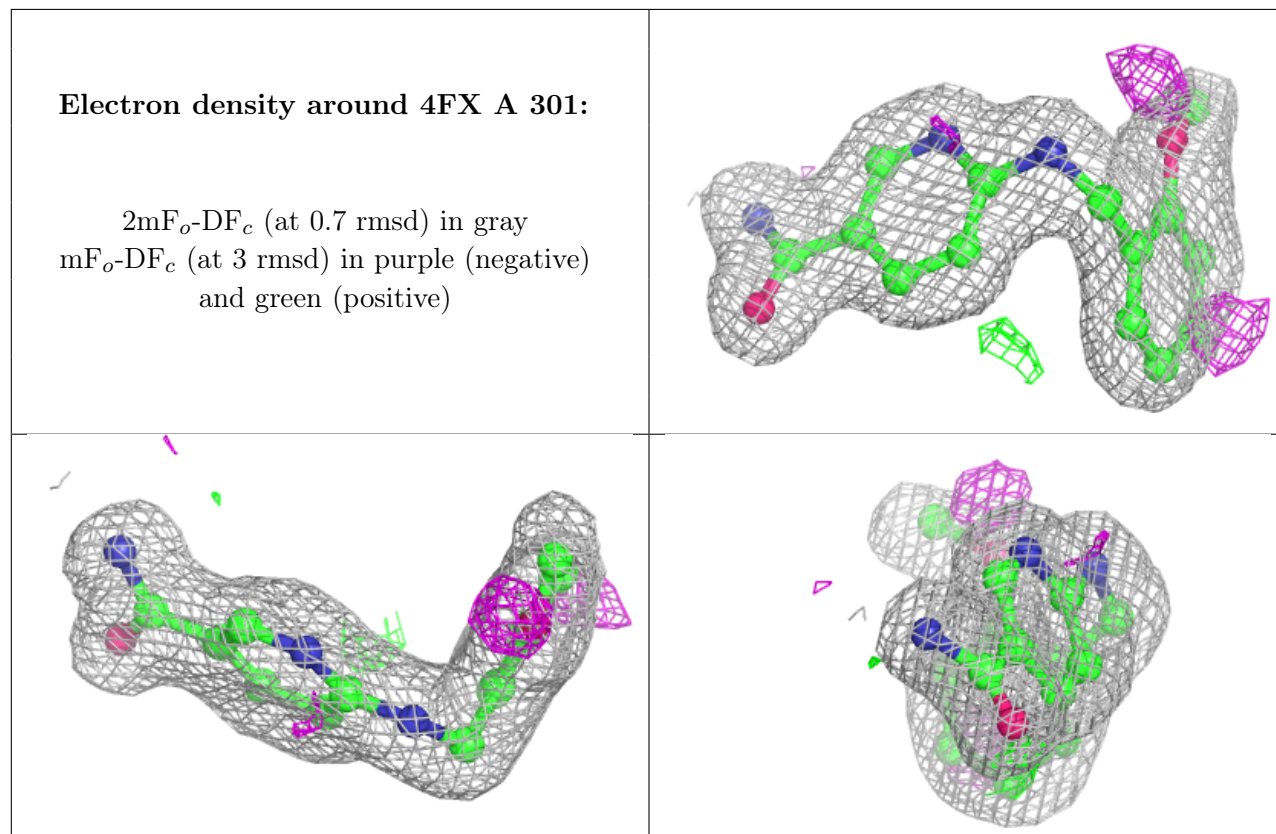 Electron density around 4FX A 301:
2mFo-DFc (at 0.7 rmsd) in gray
mFo-DFc (at 3 rmsd) in purple (negative)
and green (positive)